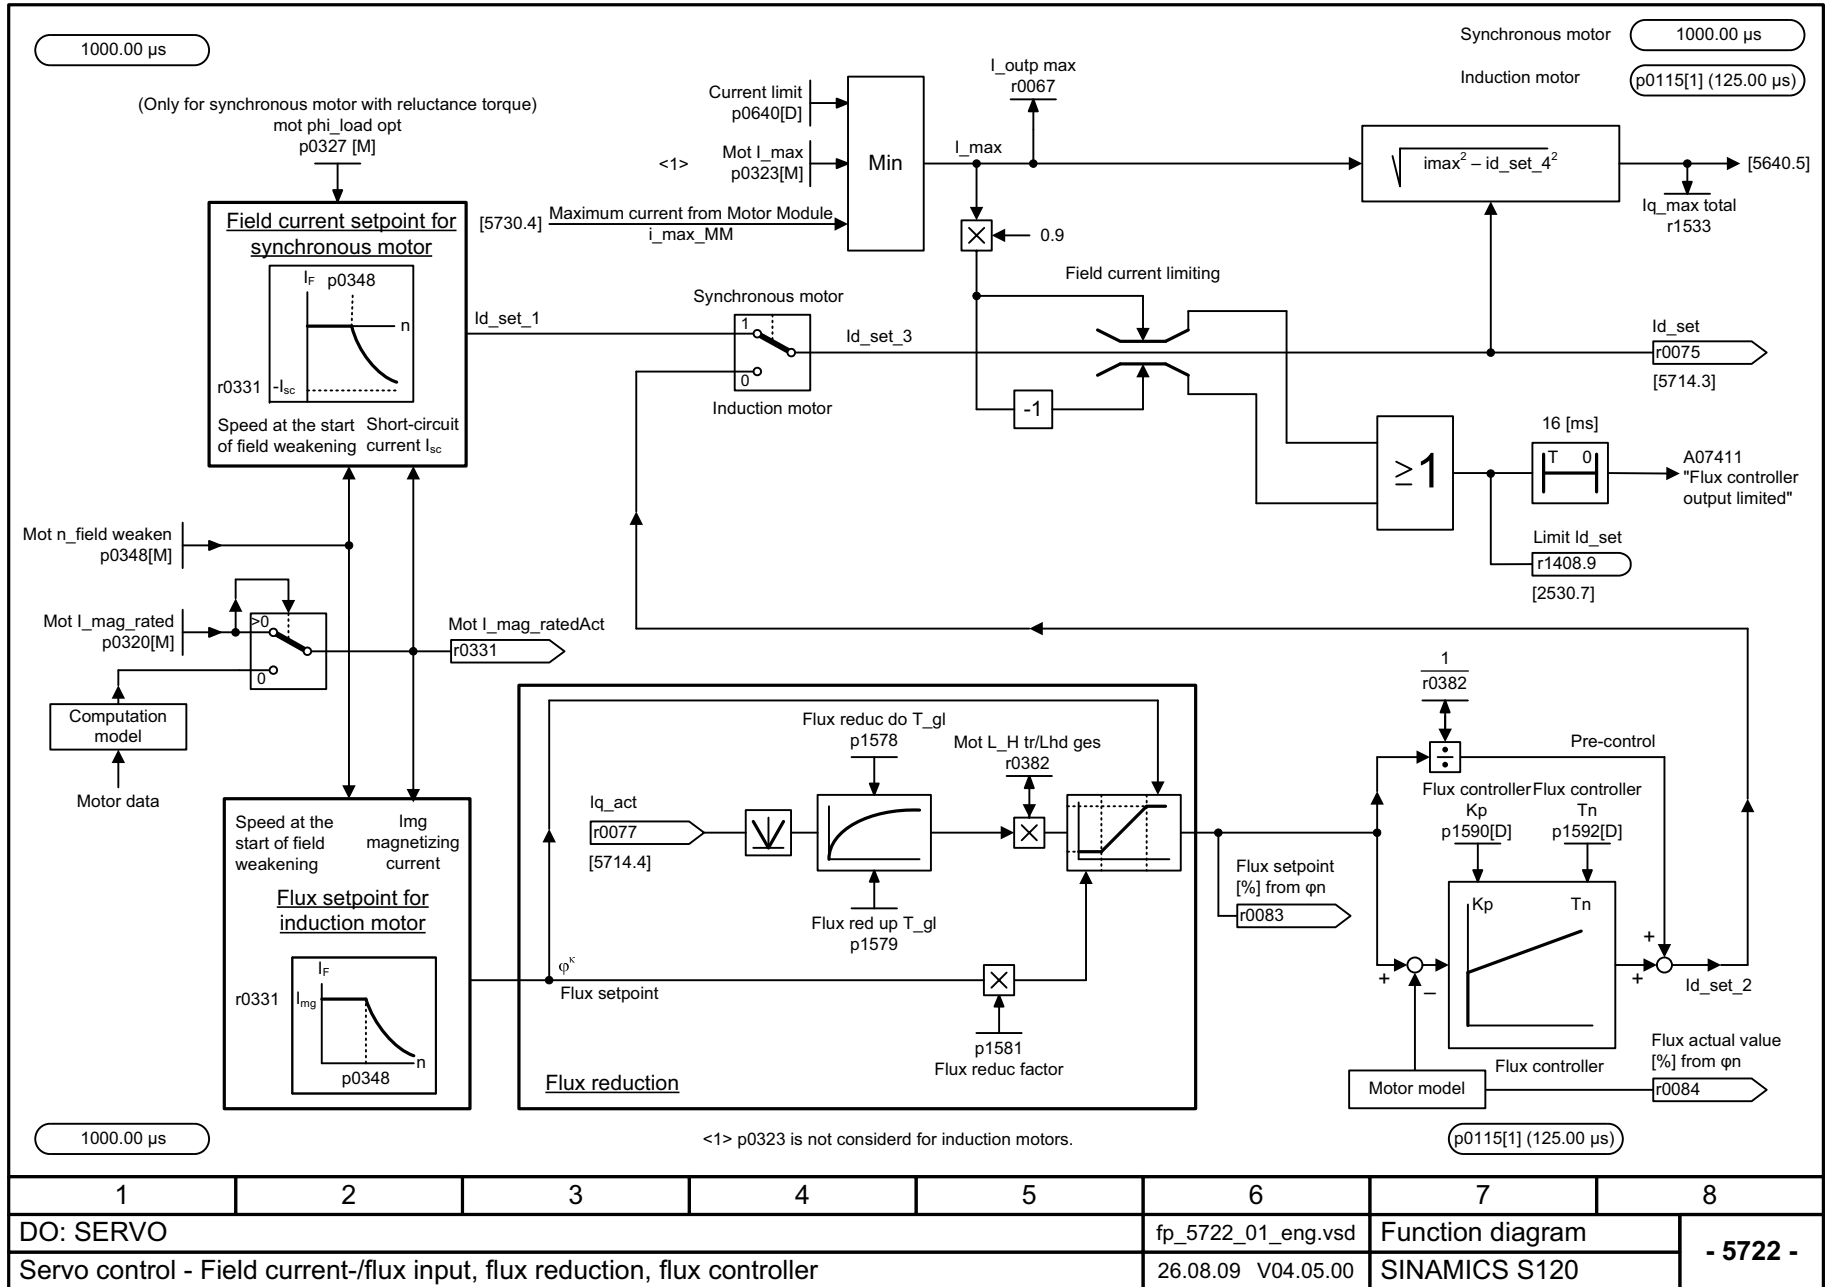 1000.00 µs
Synchronous motor
1000.00 µs
Induction motor
p0115[1] (125.00 µs)
(Only for synchronous motor with reluctance torque)
mot phi_load opt
p0327 [M]
Current limit
p0640[D]
<1>
Mot I_max
p0323[M]
[5730.4]
Maximum current from Motor Module
i_max_MM
Min
I_outp max
r0067
I_max
0.9
√ imax² – id_set_4²
[5640.5]
Iq_max total
r1533
Field current setpoint for
synchronous motor
I_F p0348
n
r0331
-I_sc
Speed at the start
of field weakening
Short-circuit
current I_sc
Id_set_1
Synchronous motor
1
0
Induction motor
Id_set_3
Field current limiting
-1
Id_set
r0075
[5714.3]
≥1
16 [ms]
T 0
A07411
"Flux controller
output limited"
Limit Id_set
r1408.9
[2530.7]
Mot n_field weaken
p0348[M]
Mot I_mag_rated
p0320[M]
>0
0
Mot I_mag_ratedAct
r0331
Computation
model
Motor data
Speed at the
start of field
weakening
Img
magnetizing
current
Flux setpoint for
induction motor
I_F
r0331
I_mg
n
p0348
Flux reduc do T_gl
p1578
Mot L_H tr/Lhd ges
r0382
Iq_act
r0077
[5714.4]
Flux red up T_gl
p1579
φᴷ
Flux setpoint
p1581
Flux reduc factor
Flux reduction
Flux setpoint
[%] from φn
r0083
1
r0382
÷
Pre-control
Flux controller
Kp
p1590[D]
Flux controller
Tn
p1592[D]
Kp
Tn
+
–
+
+
Id_set_2
Motor model
Flux controller
Flux actual value
[%] from φn
r0084
1000.00 µs
<1> p0323 is not considerd for induction motors.
p0115[1] (125.00 µs)
1 2 3 4 5 6 7 8
DO: SERVO
fp_5722_01_eng.vsd
Function diagram
- 5722 -
Servo control - Field current-/flux input, flux reduction, flux controller
26.08.09 V04.05.00
SINAMICS S120